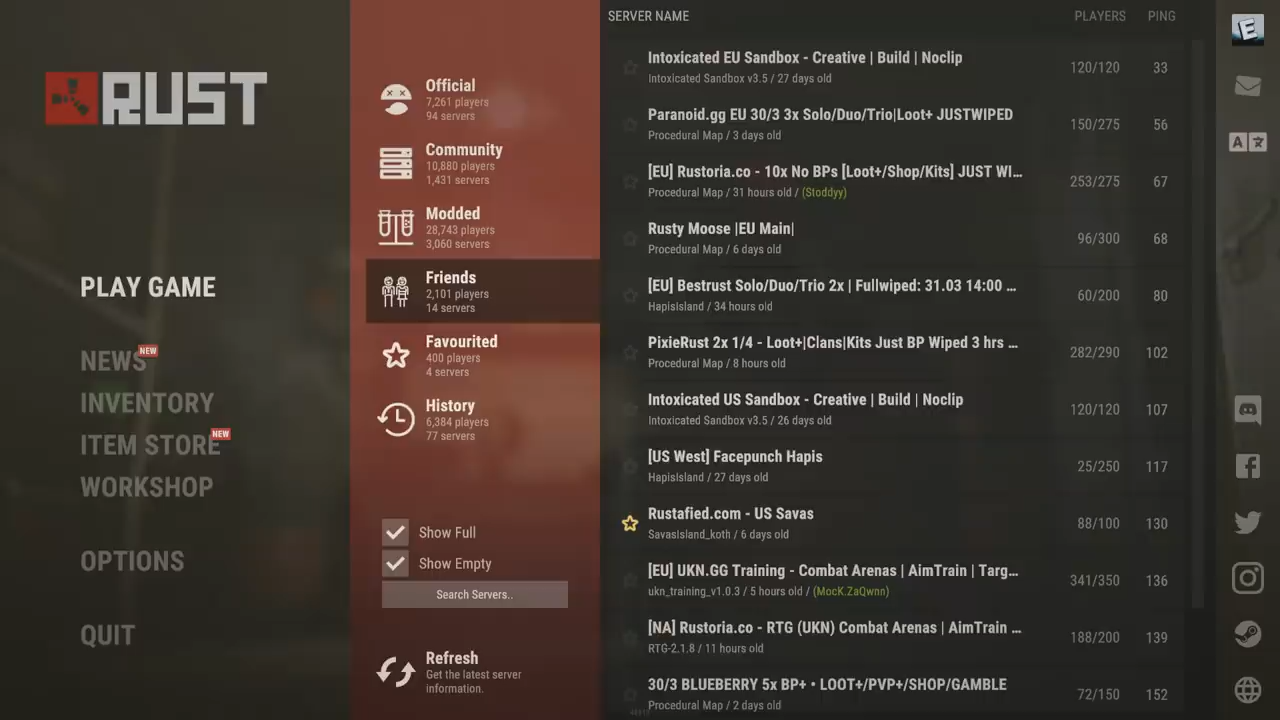 RUST
PLAY GAME
NEWS NEW
INVENTORY
ITEM STORE NEW
WORKSHOP
OPTIONS
QUIT
Official
7,261 players
94 servers
Community
10,880 players
1,431 servers
Modded
28,743 players
3,060 servers
Friends
2,101 players
14 servers
Favourited
400 players
4 servers
History
6,384 players
77 servers
Show Full
Show Empty
Search Servers..
Refresh
Get the latest server
information.
SERVER NAME PLAYERS PING
Intoxicated EU Sandbox - Creative | Build | Noclip 120/120 33
Intoxicated Sandbox v3.5 / 27 days old
Paranoid.gg EU 30/3 3x Solo/Duo/Trio|Loot+ JUSTWIPED 150/275 56
Procedural Map / 3 days old
[EU] Rustoria.co - 10x No BPs [Loot+/Shop/Kits] JUST WI... 253/275 67
Procedural Map / 31 hours old / (Stoddyy)
Rusty Moose |EU Main| 96/300 68
Procedural Map / 6 days old
[EU] Bestrust Solo/Duo/Trio 2x | Fullwiped: 31.03 14:00 ... 60/200 80
HapisIsland / 34 hours old
PixieRust 2x 1/4 - Loot+|Clans|Kits Just BP Wiped 3 hrs ... 282/290 102
Procedural Map / 8 hours old
Intoxicated US Sandbox - Creative | Build | Noclip 120/120 107
Intoxicated Sandbox v3.5 / 26 days old
[US West] Facepunch Hapis 25/250 117
HapisIsland / 27 days old
Rustafied.com - US Savas 88/100 130
SavasIsland_koth / 6 days old
[EU] UKN.GG Training - Combat Arenas | AimTrain | Targ... 341/350 136
ukn_training_v1.0.3 / 5 hours old / (MocK.ZaQwnn)
[NA] Rustoria.co - RTG (UKN) Combat Arenas | AimTrain ... 188/200 139
RTG-2.1.8 / 11 hours old
30/3 BLUEBERRY 5x BP+ • LOOT+/PVP+/SHOP/GAMBLE 72/150 152
Procedural Map / 2 days old
E
A文